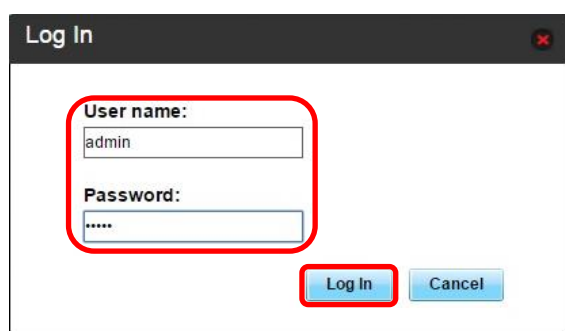 Log In
User name:
admin
Password:
•••••
Log In Cancel